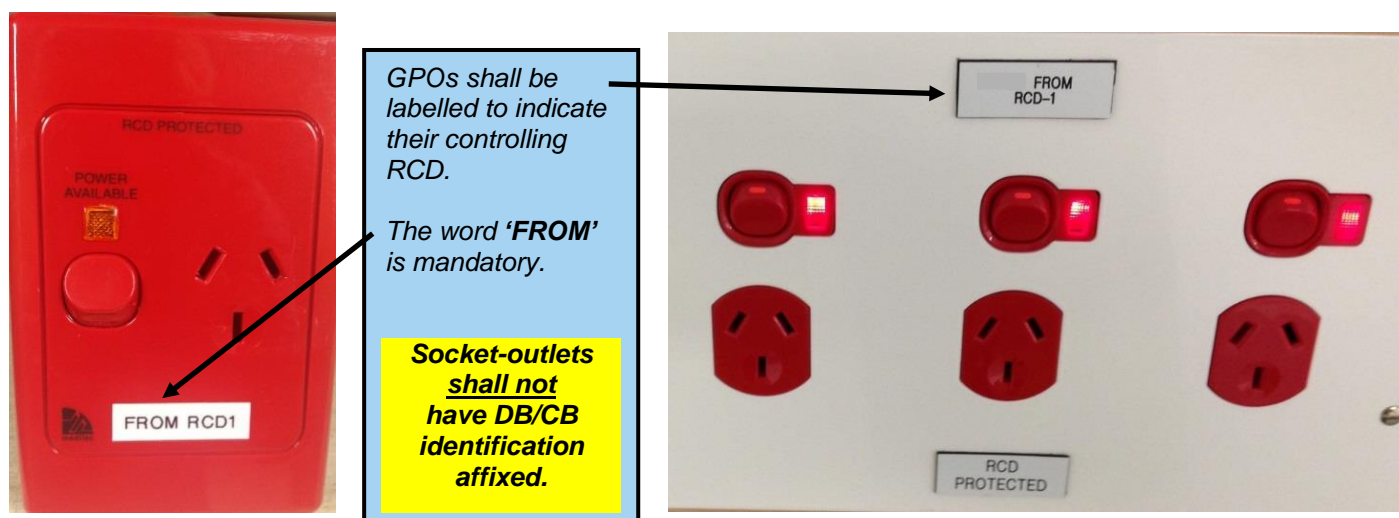 RCD PROTECTED
POWER
AVAILABLE
FROM RCD1
GPOs shall be
labelled to indicate
their controlling
RCD.
The word ‘FROM’
is mandatory.
Socket-outlets
shall not
have DB/CB
identification
affixed.
FROM
RCD-1
RCD
PROTECTED